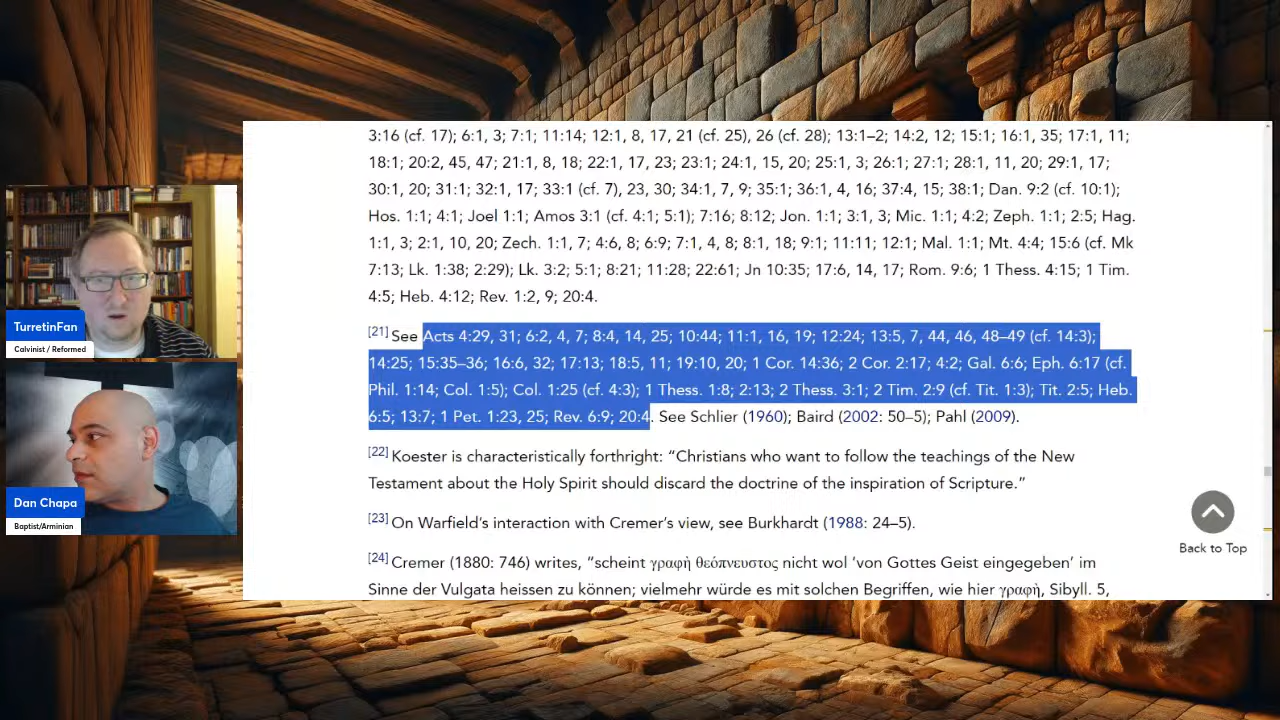 3:16 (cf. 17); 6:1, 3; 7:1; 11:14; 12:1, 8, 17, 21 (cf. 25), 26 (cf. 28); 13:1–2; 14:2, 12; 15:1; 16:1, 35; 17:1, 11;
18:1; 20:2, 45, 47; 21:1, 8, 18; 22:1, 17, 23; 23:1; 24:1, 15, 20; 25:1, 3; 26:1; 27:1; 28:1, 11, 20; 29:1, 17;
30:1, 20; 31:1; 32:1, 17; 33:1 (cf. 7), 23, 30; 34:1, 7, 9; 35:1; 36:1, 4, 16; 37:4, 15; 38:1; Dan. 9:2 (cf. 10:1);
Hos. 1:1; 4:1; Joel 1:1; Amos 3:1 (cf. 4:1; 5:1); 7:16; 8:12; Jon. 1:1; 3:1, 3; Mic. 1:1; 4:2; Zeph. 1:1; 2:5; Hag.
1:1, 3; 2:1, 10, 20; Zech. 1:1, 7; 4:6, 8; 6:9; 7:1, 4, 8; 8:1, 18; 9:1; 11:11; 12:1; Mal. 1:1; Mt. 4:4; 15:6 (cf. Mk
7:13; Lk. 1:38; 2:29); Lk. 3:2; 5:1; 8:21; 11:28; 22:61; Jn 10:35; 17:6, 14, 17; Rom. 9:6; 1 Thess. 4:15; 1 Tim.
4:5; Heb. 4:12; Rev. 1:2, 9; 20:4.
[21] See Acts 4:29, 31; 6:2, 4, 7; 8:4, 14, 25; 10:44; 11:1, 16, 19; 12:24; 13:5, 7, 44, 46, 48–49 (cf. 14:3);
14:25; 15:35–36; 16:6, 32; 17:13; 18:5, 11; 19:10, 20; 1 Cor. 14:36; 2 Cor. 2:17; 4:2; Gal. 6:6; Eph. 6:17 (cf.
Phil. 1:14; Col. 1:5); Col. 1:25 (cf. 4:3); 1 Thess. 1:8; 2:13; 2 Thess. 3:1; 2 Tim. 2:9 (cf. Tit. 1:3); Tit. 2:5; Heb.
6:5; 13:7; 1 Pet. 1:23, 25; Rev. 6:9; 20:4. See Schlier (1960); Baird (2002: 50–5); Pahl (2009).
[22] Koester is characteristically forthright: “Christians who want to follow the teachings of the New
Testament about the Holy Spirit should discard the doctrine of the inspiration of Scripture.”
[23] On Warfield’s interaction with Cremer’s view, see Burkhardt (1988: 24–5).
[24] Cremer (1880: 746) writes, “scheint γραφὴ θεόπνευστος nicht wol ‘von Gottes Geist eingegeben’ im
Sinne der Vulgata heissen zu können; vielmehr würde es mit solchen Begriffen, wie hier γραφὴ, Sibyll. 5,
Back to Top
TurretinFan
Calvinist / Reformed
Dan Chapa
Baptist/Arminian